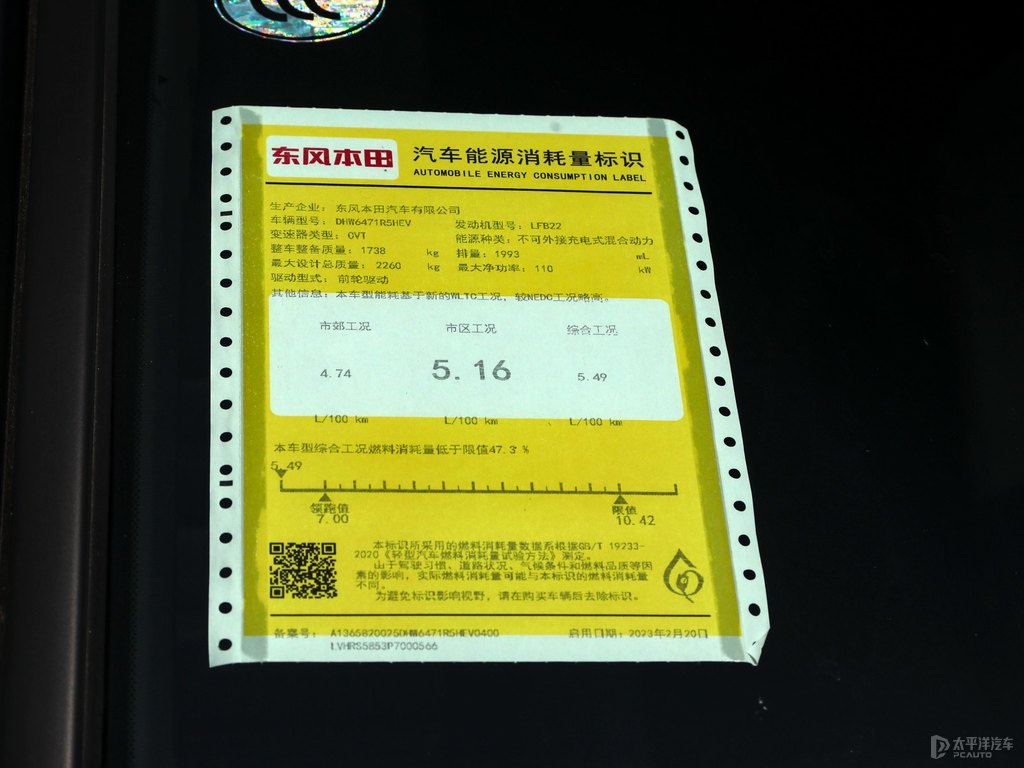 东风本田
汽车能源消耗量标识
AUTOMOBILE ENERGY CONSUMPTION LABEL
生产企业: 东风本田汽车有限公司
车辆型号: DHW6471R5HEV 发动机型号: LFB22
变速器类型: CVT 能源种类: 不可外接充电式混合动力
整车整备质量: 1738 kg 排量: 1993 mL
最大设计总质量: 2260 kg 最大净功率: 110 kW
驱动型式: 前轮驱动
其他信息: 本车型能耗基于新的WLTC工况, 较NEDC工况略高。
市郊工况 市区工况 综合工况
4.74 5.16 5.49
L/100 km L/100 km L/100 km
本车型综合工况燃料消耗量低于限值47.3 %
5.49
领跑值 限值
7.00 10.42
本标识所采用的燃料消耗量数据系根据GB/T 19233-
2020《轻型汽车燃料消耗量试验方法》测定。
由于驾驶习惯、道路状况、气候条件和燃料品质等因
素的影响, 实际燃料消耗量可能与本标识的燃料消耗量
不同。
为避免标识影响视野, 请在购买车辆后去除标识。
备案号: A1365820025DHW6471R5HEV0400 启用日期: 2023年2月20日
LVHRS5853P7000566
太平洋汽车
PCAUTO